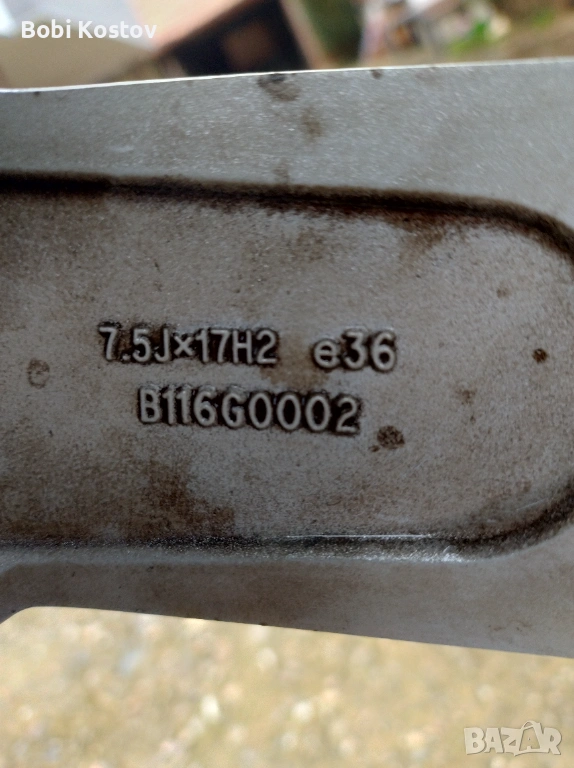 Bobi Kostov
7.5J×17H2 e36
B116G0002
BAZAR